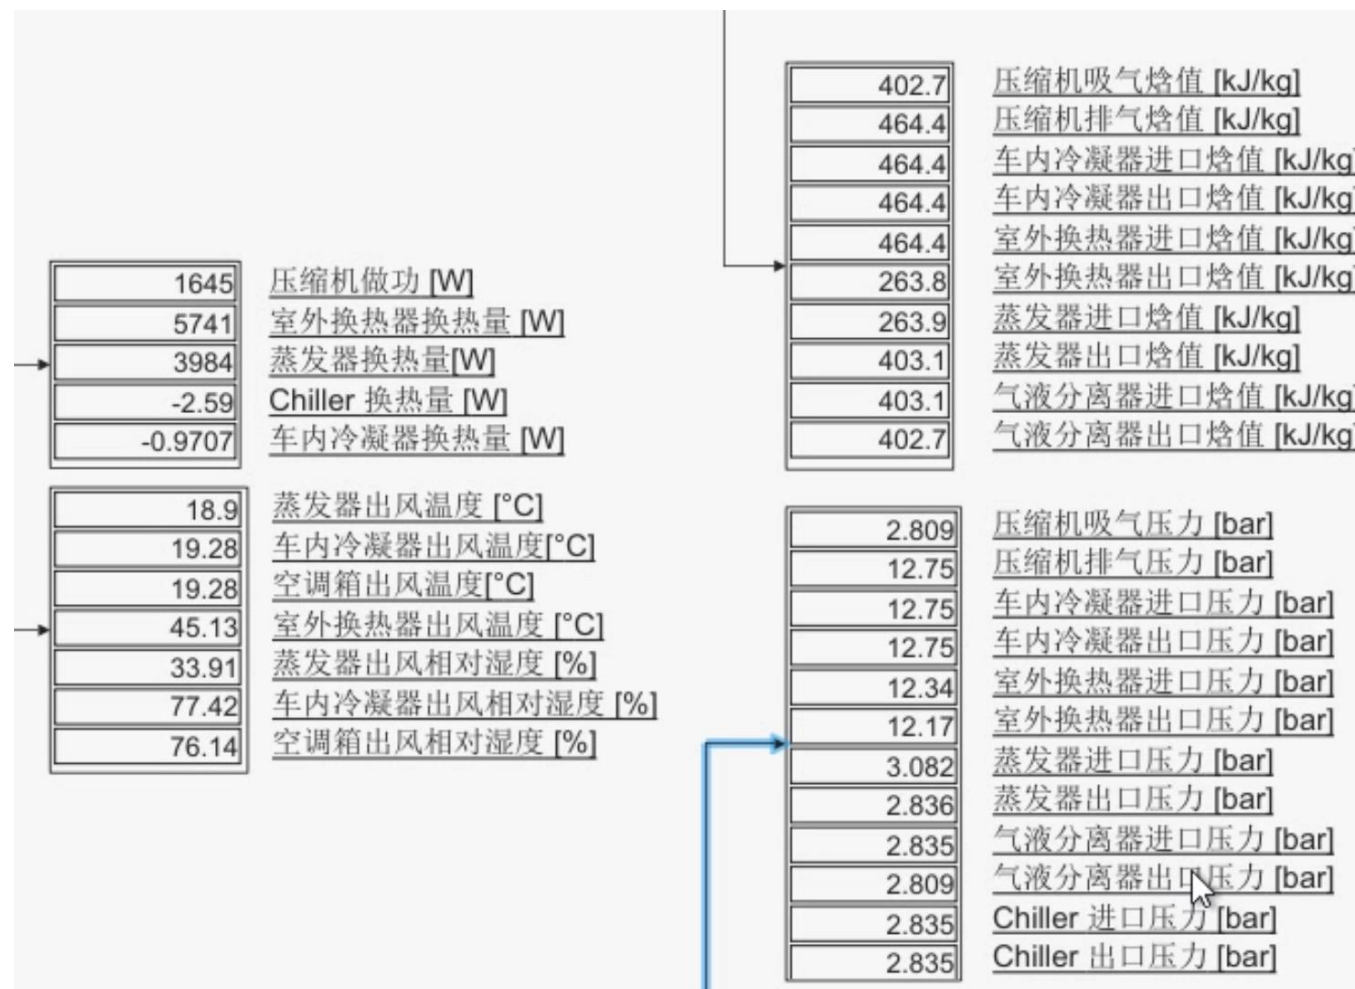 402.7 压缩机吸气焓值 [kJ/kg]
464.4 压缩机排气焓值 [kJ/kg]
464.4 车内冷凝器进口焓值 [kJ/kg]
464.4 车内冷凝器出口焓值 [kJ/kg]
464.4 室外换热器进口焓值 [kJ/kg]
263.8 室外换热器出口焓值 [kJ/kg]
263.9 蒸发器进口焓值 [kJ/kg]
403.1 蒸发器出口焓值 [kJ/kg]
403.1 气液分离器进口焓值 [kJ/kg]
402.7 气液分离器出口焓值 [kJ/kg]
1645 压缩机做功 [W]
5741 室外换热器换热量 [W]
3984 蒸发器换热量[W]
-2.59 Chiller 换热量 [W]
-0.9707 车内冷凝器换热量 [W]
18.9 蒸发器出风温度 [°C]
19.28 车内冷凝器出风温度[°C]
19.28 空调箱出风温度[°C]
45.13 室外换热器出风温度 [°C]
33.91 蒸发器出风相对湿度 [%]
77.42 车内冷凝器出风相对湿度 [%]
76.14 空调箱出风相对湿度 [%]
2.809 压缩机吸气压力 [bar]
12.75 压缩机排气压力 [bar]
12.75 车内冷凝器进口压力 [bar]
12.75 车内冷凝器出口压力 [bar]
12.34 室外换热器进口压力 [bar]
12.17 室外换热器出口压力 [bar]
3.082 蒸发器进口压力 [bar]
2.836 蒸发器出口压力 [bar]
2.835 气液分离器进口压力 [bar]
2.809 气液分离器出口压力 [bar]
2.835 Chiller 进口压力 [bar]
2.835 Chiller 出口压力 [bar]